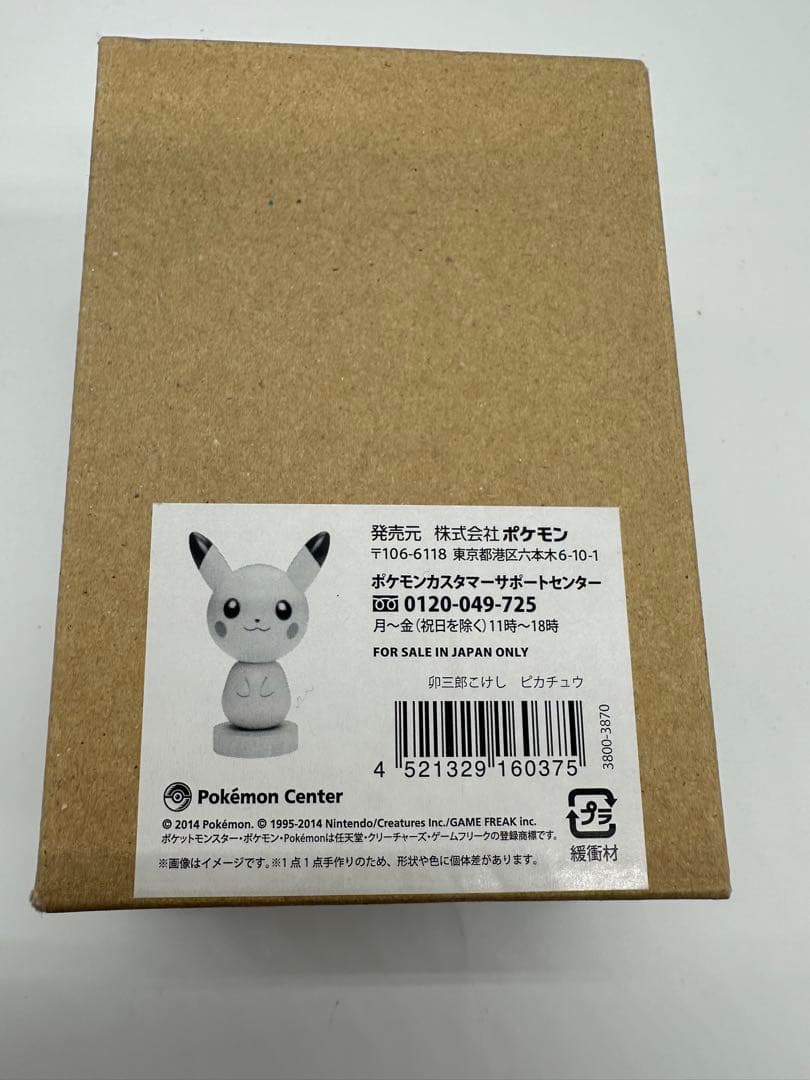 発売元 株式会社ポケモン
〒106-6118 東京都港区六本木6-10-1
ポケモンカスタマーサポートセンター
0120-049-725
月～金(祝日を除く)11時～18時
FOR SALE IN JAPAN ONLY
卯三郎こけし ピカチュウ
4 521329 160375
3800-3870
Pokémon Center
© 2014 Pokémon. © 1995-2014 Nintendo/Creatures Inc./GAME FREAK inc.
ポケットモンスター・ポケモン・Pokémonは任天堂・クリーチャーズ・ゲームフリークの登録商標です。
※画像はイメージです。※1点1点手作りのため、形状や色に個体差があります。
プラ
緩衝材